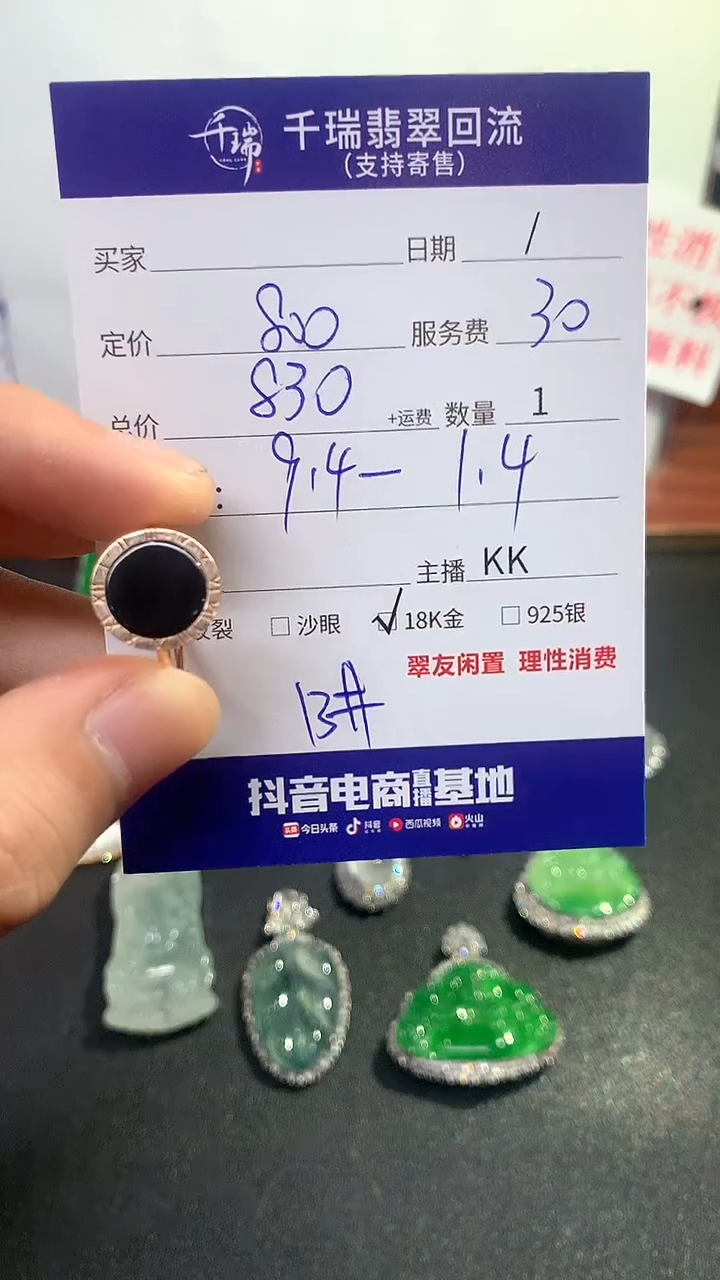 千瑞
千瑞翡翠回流
(支持寄售)
买家 日期 /
定价 800 服务费 30
总价 830 +运费 数量 1
: 9.4— 1.4
主播 KK
裂 □ 沙眼 ✓ 18K金 □ 925银
翠友闲置 理性消费
13#
抖音电商直播基地
头条 今日头条 抖音 西瓜视频 火山